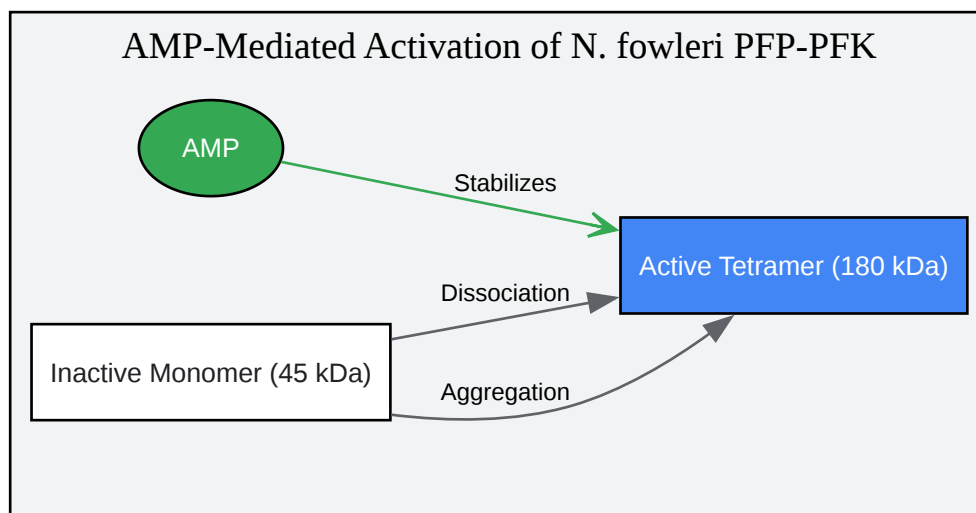 AMP-Mediated Activation of N. fowleri PFP-PFK
AMP
Stabilizes
Active Tetramer (180 kDa)
Dissociation
Inactive Monomer (45 kDa)
Aggregation